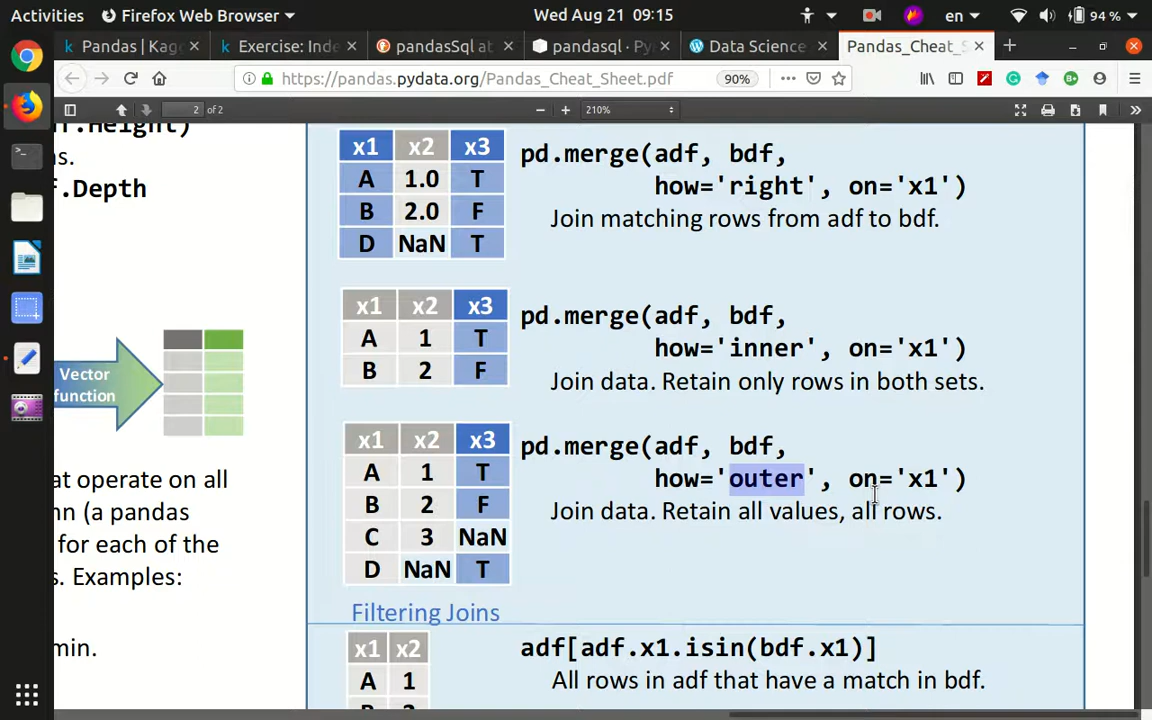 Activities
Firefox Web Browser
Wed Aug 21 09:15
en
94 %
Pandas | Kag
Exercise: Inde
pandasSql at
pandasql · Py
Data Science
Pandas_Cheat_S
https://pandas.pydata.org/Pandas_Cheat_Sheet.pdf
90%
2
of 2
210%
f.Height)
ns.
f.Depth
Vector
function
at operate on all
mn (a pandas
for each of the
s. Examples:
min.
x1 x2 x3
A 1.0 T
B 2.0 F
D NaN T
pd.merge(adf, bdf,
how='right', on='x1')
Join matching rows from adf to bdf.
x1 x2 x3
A 1 T
B 2 F
pd.merge(adf, bdf,
how='inner', on='x1')
Join data. Retain only rows in both sets.
x1 x2 x3
A 1 T
B 2 F
C 3 NaN
D NaN T
pd.merge(adf, bdf,
how='outer', on='x1')
Join data. Retain all values, all rows.
Filtering Joins
x1 x2
A 1
adf[adf.x1.isin(bdf.x1)]
All rows in adf that have a match in bdf.